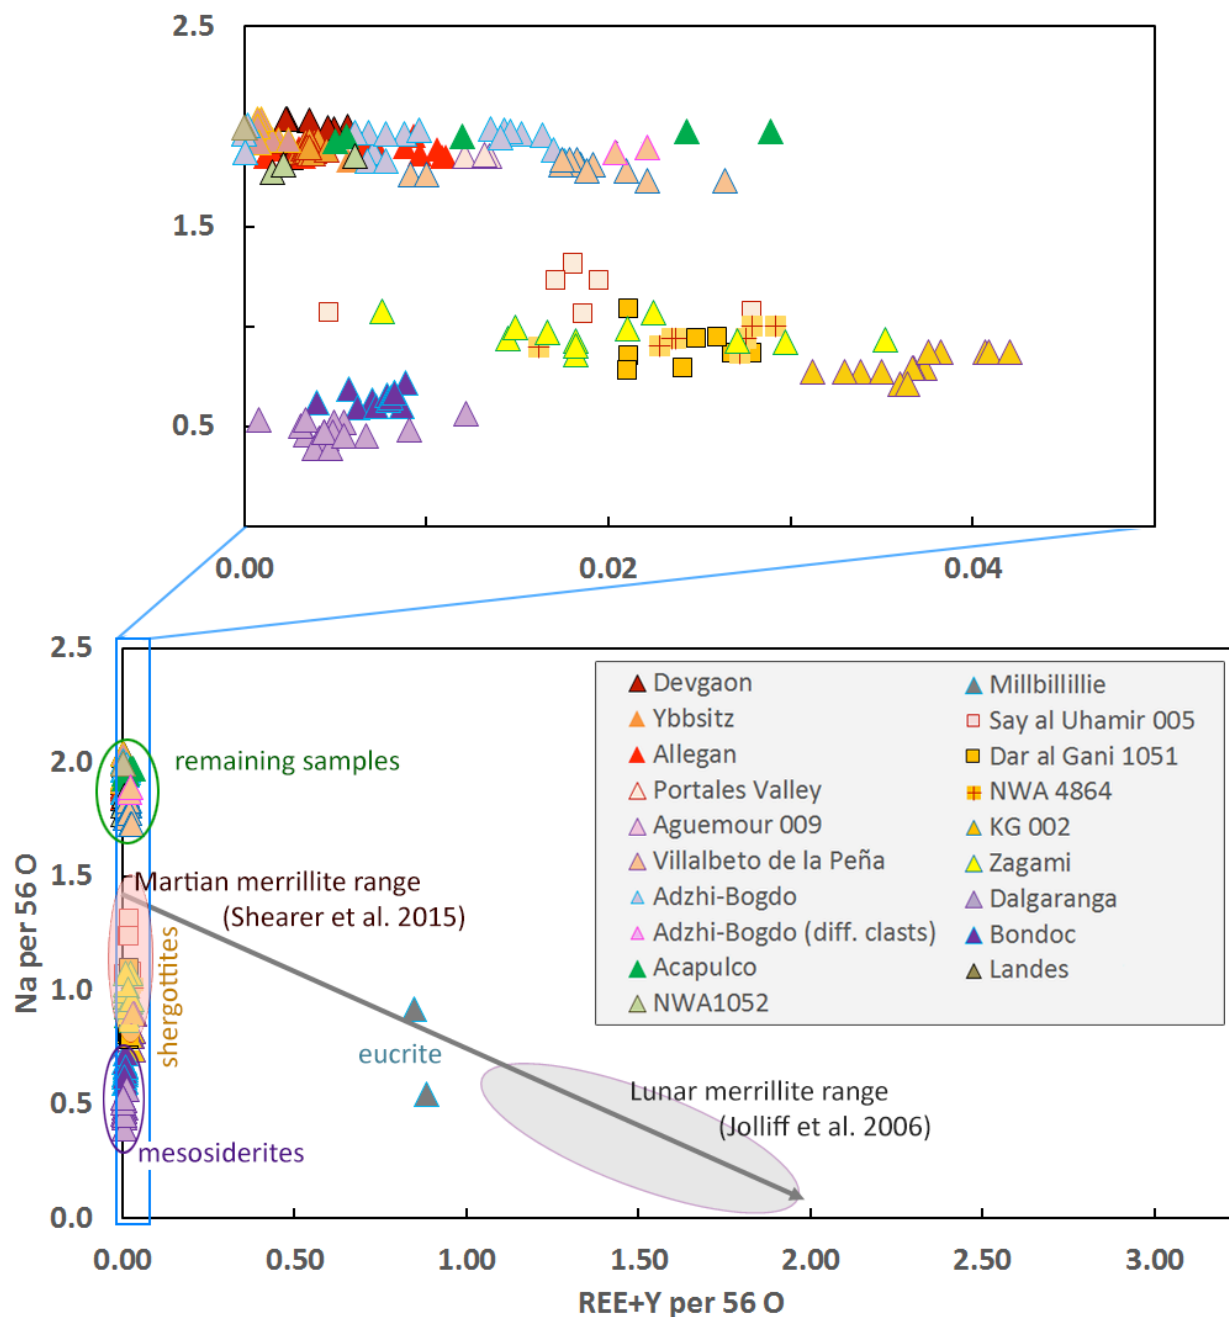 2.5
1.5
0.5
0.00
0.02
0.04
2.5
2.0
1.5
1.0
0.5
0.0
Na per 56 O
remaining samples
Martian merrillite range
(Shearer et al. 2015)
shergottites
eucrite
Lunar merrillite range
(Jolliff et al. 2006)
mesosiderites
Devgaon
Ybbsitz
Allegan
Portales Valley
Aguemour 009
Villalbeto de la Peña
Adzhi-Bogdo
Adzhi-Bogdo (diff. clasts)
Acapulco
NWA1052
Millbillillie
Say al Uhamir 005
Dar al Gani 1051
NWA 4864
KG 002
Zagami
Dalgaranga
Bondoc
Landes
0.00
0.50
1.00
1.50
2.00
2.50
3.00
REE+Y per 56 O